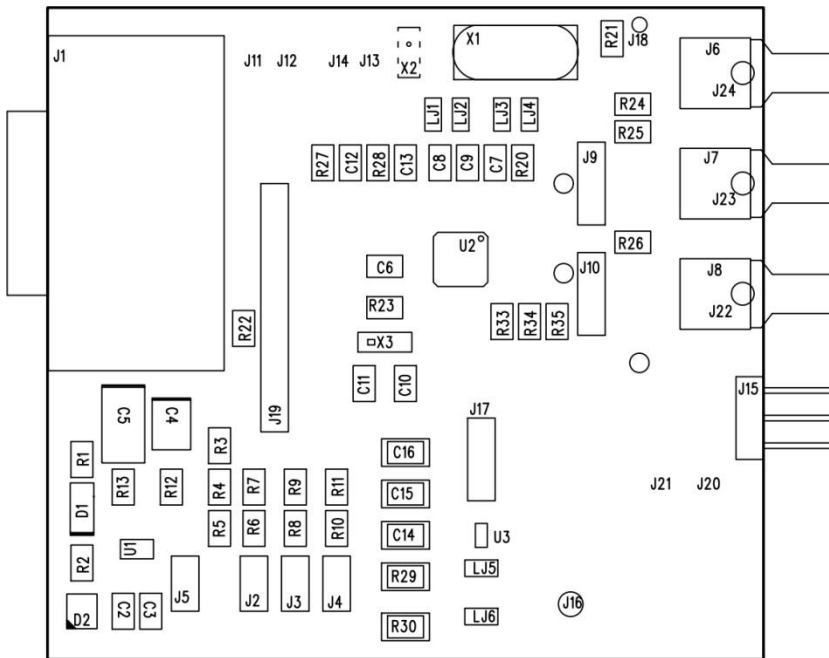 J1
J11 J12 J14 J13 X2 X1 R21 J18 J6
J24
LJ1 LJ2 LJ3 LJ4 R24
R25
R27 C12 R28 C13 C8 C9 C7 R20 J9 J7
J23
U2
C6 J10 R26 J8
R23 J22
R22 X3 R33 R34 R35
C11 C10 J15
C5 C4 J19 J17
R3 C16
R1 R13 R12 R4 R7 R9 R11 C15 J21 J20
D1 R5 R6 R8 R10 C14 U3
R2 U1 LJ5
J5 J2 J3 J4 R29
D2 C2 C3 R30 LJ6 J16